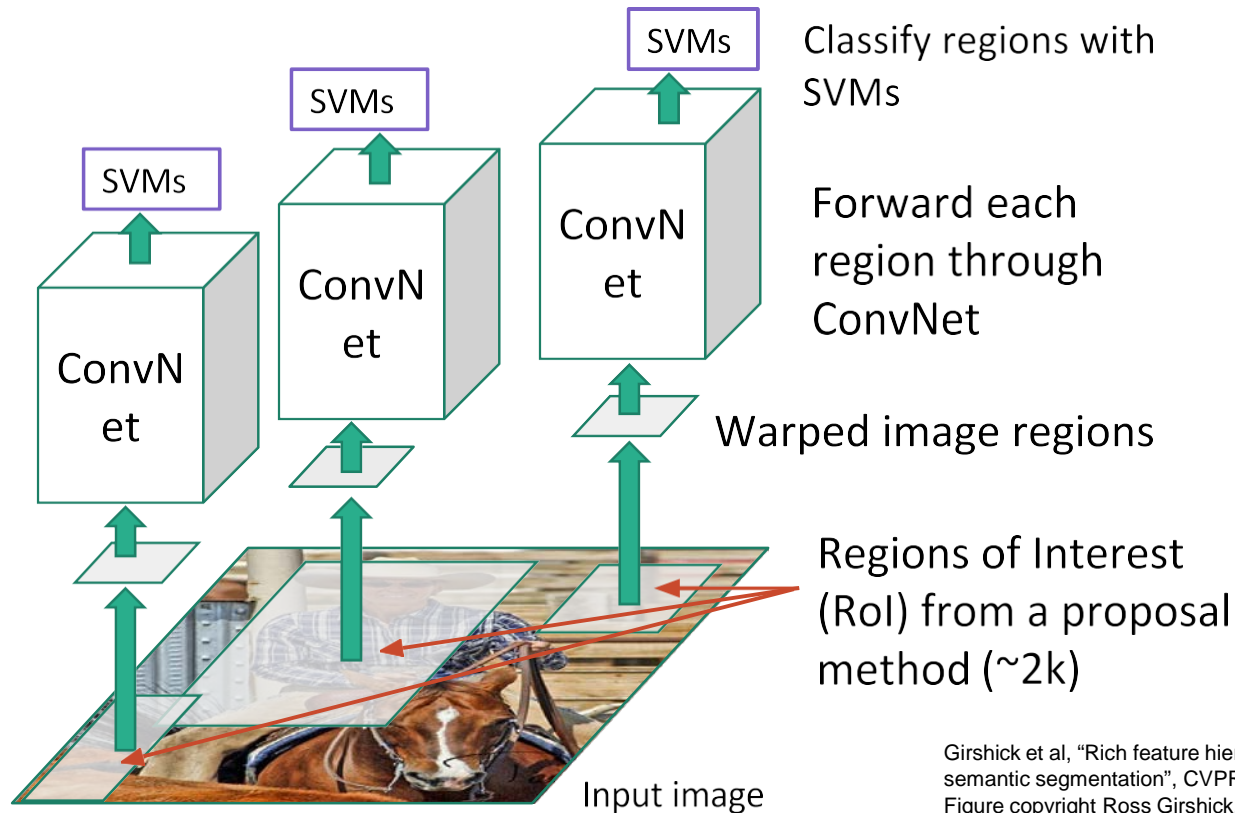 SVMs
Classify regions with
SVMs
SVMs
SVMs
ConvN
et
Forward each
region through
ConvNet
ConvN
et
ConvN
et
Warped image regions
Regions of Interest
(RoI) from a proposal
method (~2k)
Input image
Girshick et al, “Rich feature hier
semantic segmentation”, CVPR
Figure copyright Ross Girshick